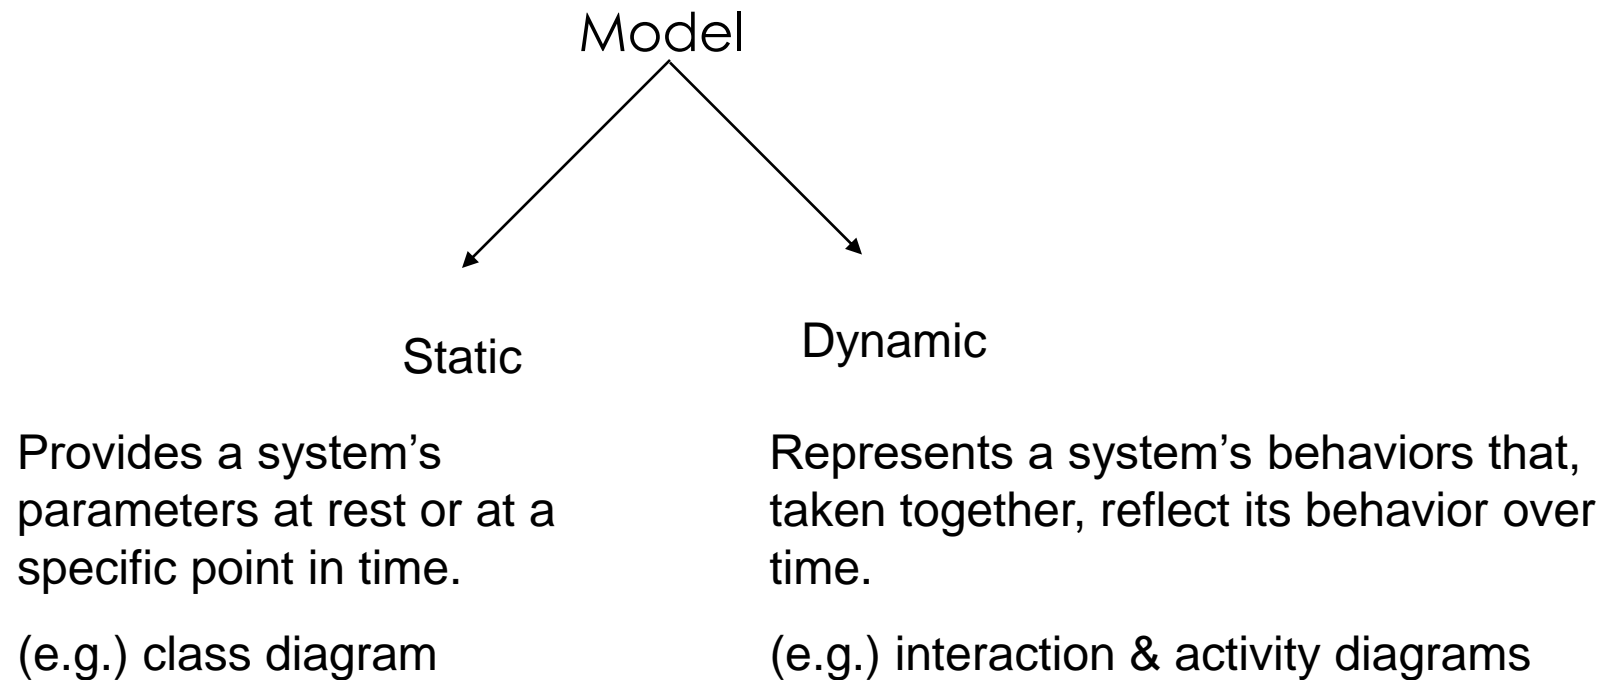 Model
Static
Dynamic
Provides a system’s
parameters at rest or at a
specific point in time.
(e.g.) class diagram
Represents a system’s behaviors that,
taken together, reflect its behavior over
time.
(e.g.) interaction & activity diagrams